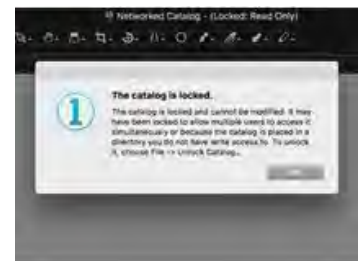 Networked Catalog - (Locked: Read Only)
The catalog is locked.
The catalog is locked and cannot be modified. It may
have been locked to allow multiple users to access it
simultaneously or because the catalog is placed in a
directory you do not have write access to. To unlock
it, choose File -> Unlock Catalog...
1